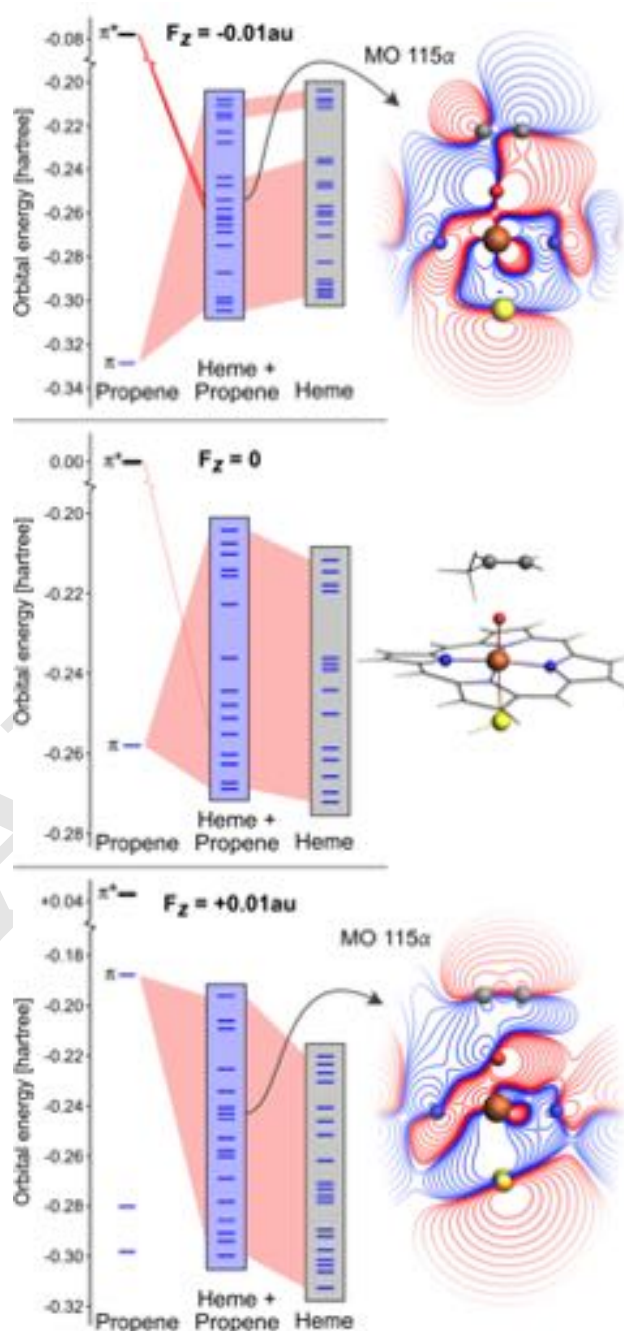 π*
-0.08
F_z = -0.01au
MO 115α
Orbital energy [hartree]
-0.20
-0.22
-0.24
-0.26
-0.28
-0.30
-0.32
-0.34
π
Propene
Heme +
Propene
Heme
π*
0.00
F_z = 0
Orbital energy [hartree]
-0.20
-0.22
-0.24
-0.26
-0.28
π
Propene
Heme +
Propene
Heme
π*
+0.04
F_z = +0.01au
MO 115α
Orbital energy [hartree]
-0.18
π
-0.20
-0.22
-0.24
-0.26
-0.28
-0.30
-0.32
Propene
Heme +
Propene
Heme